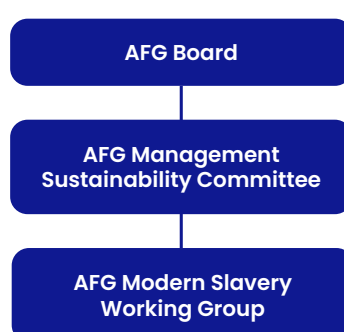 AFG Board
AFG Management
Sustainability Committee
AFG Modern Slavery
Working Group